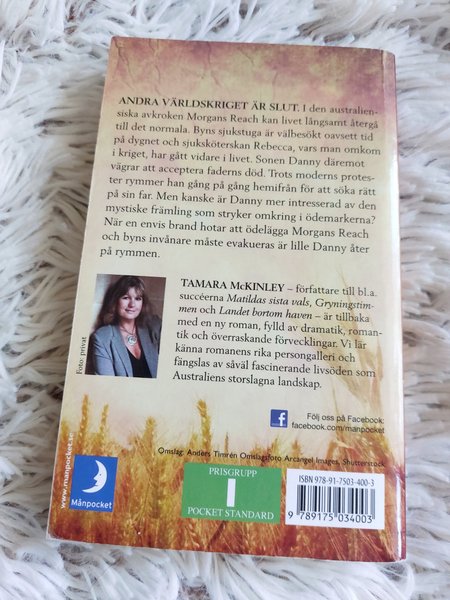 ANDRA VÄRLDSKRIGET ÄR SLUT. I den australien-
siska avkroken Morgans Reach kan livet långsamt återgå
till det normala. Byns sjukstuga är välbesökt oavsett tid
på dygnet och sjuksköterskan Rebecca, vars man omkom
i kriget, har gått vidare i livet. Sonen Danny däremot
vägrar att acceptera faderns död. Trots moderns protes-
ter rymmer han gång på gång hemifrån för att söka rätt
på sin far. Men kanske är Danny mer intresserad av den
mystiske främling som stryker omkring i ödemarkerna?
När en envis brand hotar att ödelägga Morgans Reach
och byns invånare måste evakueras är lille Danny åter
på rymmen.
TAMARA McKINLEY – författare till bl.a.
succéerna Matildas sista vals, Gryningstim-
men och Landet bortom haven – är tillbaka
med en ny roman, fylld av dramatik, roman-
tik och överraskande förvecklingar. Vi lär
känna romanens rika persongalleri och
fängslas av såväl fascinerande livsöden som
Australiens storslagna landskap.
Foto: privat
f
Följ oss på Facebook:
facebook.com/manpocket
Omslag: Anders Timrén Omslagsfoto Arcangel Images, Shutterstock
www.manpocket.se
Månpocket
PRISGRUPP
1
POCKET STANDARD
ISBN 978-91-7503-400-3
9 789175 034003